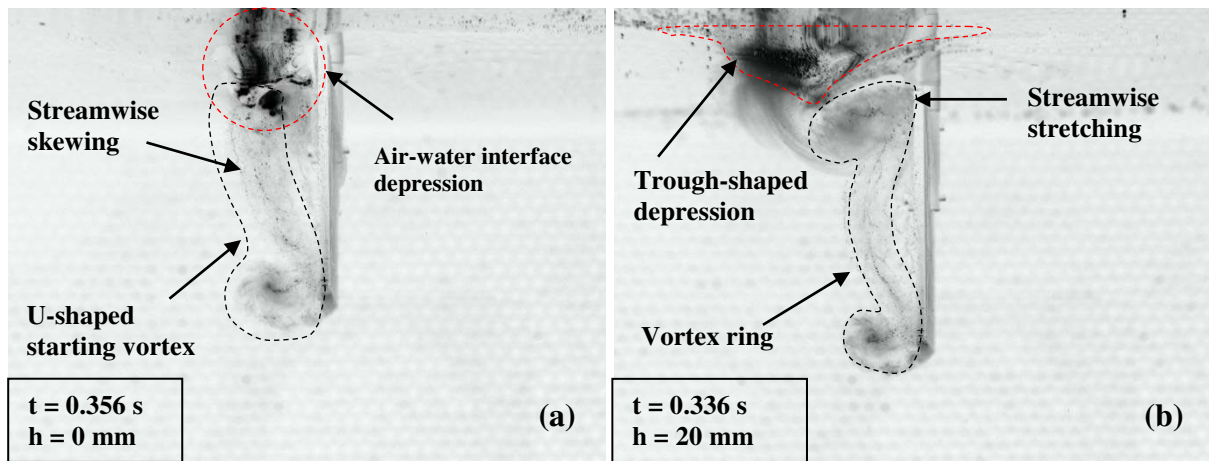 Streamwise
skewing
Air-water interface
depression
U-shaped
starting vortex
t = 0.356 s
h = 0 mm
(a)
Streamwise
stretching
Trough-shaped
depression
Vortex ring
t = 0.336 s
h = 20 mm
(b)